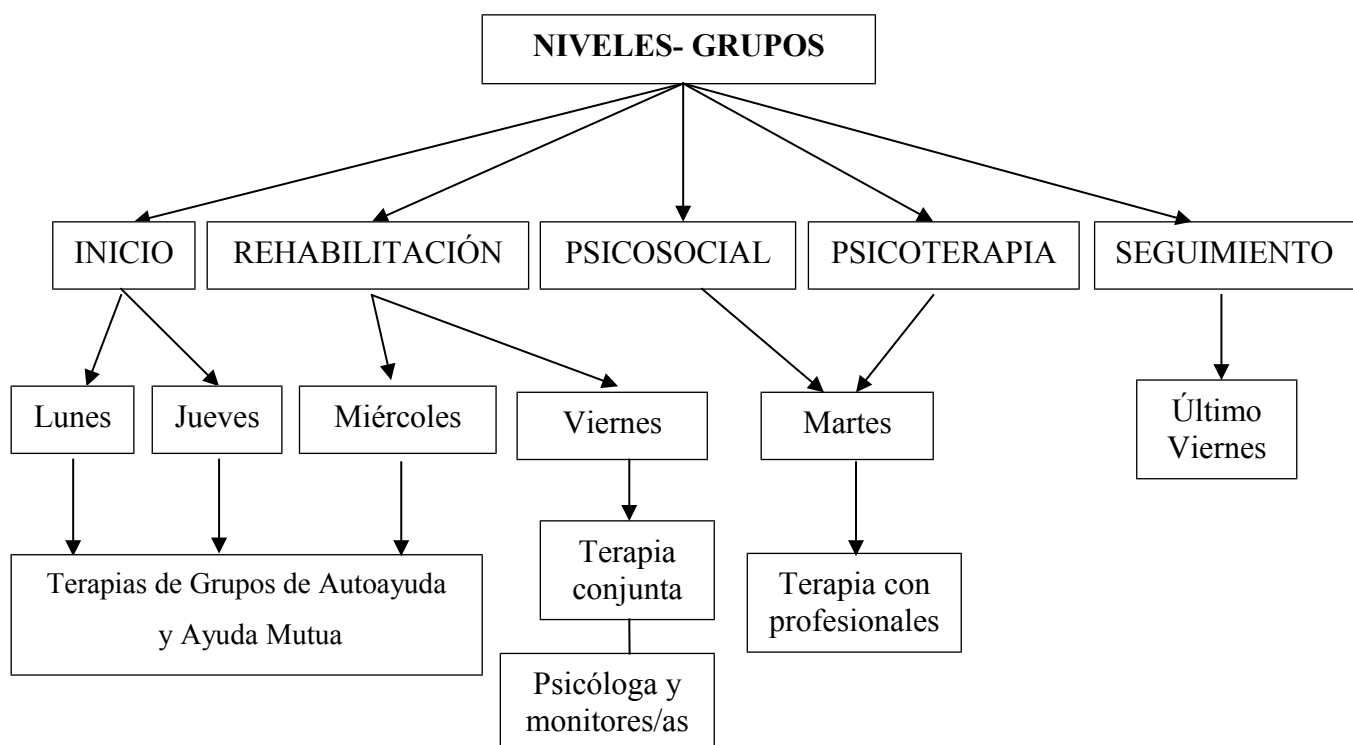 NIVELES- GRUPOS
INICIO
REHABILITACIÓN
PSICOSOCIAL
PSICOTERAPIA
SEGUIMIENTO
Lunes
Jueves
Miércoles
Viernes
Martes
Último
Viernes
Terapias de Grupos de Autoayuda
y Ayuda Mutua
Terapia
conjunta
Terapia con
profesionales
Psicóloga y
monitores/as